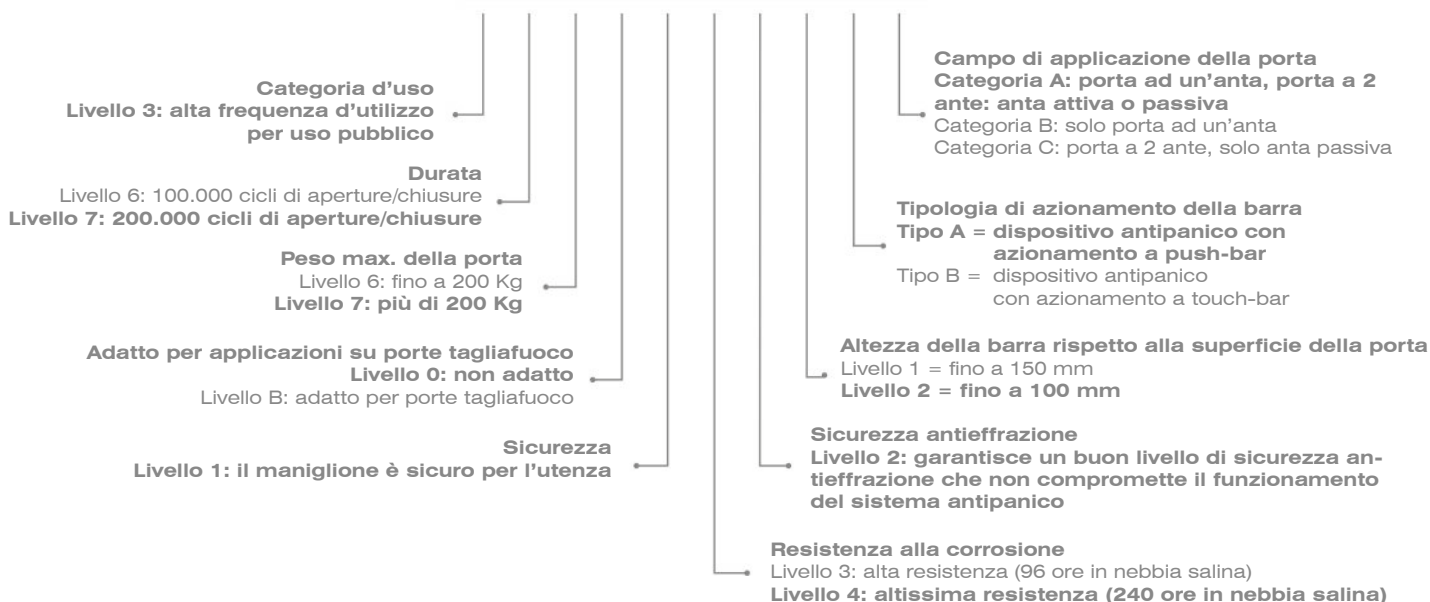 Categoria d'uso
Livello 3: alta frequenza d'utilizzo
per uso pubblico
Durata
Livello 6: 100.000 cicli di aperture/chiusure
Livello 7: 200.000 cicli di aperture/chiusure
Peso max. della porta
Livello 6: fino a 200 Kg
Livello 7: più di 200 Kg
Adatto per applicazioni su porte tagliafuoco
Livello 0: non adatto
Livello B: adatto per porte tagliafuoco
Sicurezza
Livello 1: il maniglione è sicuro per l'utenza
Campo di applicazione della porta
Categoria A: porta ad un'anta, porta a 2
ante: anta attiva o passiva
Categoria B: solo porta ad un'anta
Categoria C: porta a 2 ante, solo anta passiva
Tipologia di azionamento della barra
Tipo A = dispositivo antipanico con
azionamento a push-bar
Tipo B = dispositivo antipanico
con azionamento a touch-bar
Altezza della barra rispetto alla superficie della porta
Livello 1 = fino a 150 mm
Livello 2 = fino a 100 mm
Sicurezza antieffrazione
Livello 2: garantisce un buon livello di sicurezza an-
tieffrazione che non compromette il funzionamento
del sistema antipanico
Resistenza alla corrosione
Livello 3: alta resistenza (96 ore in nebbia salina)
Livello 4: altissima resistenza (240 ore in nebbia salina)